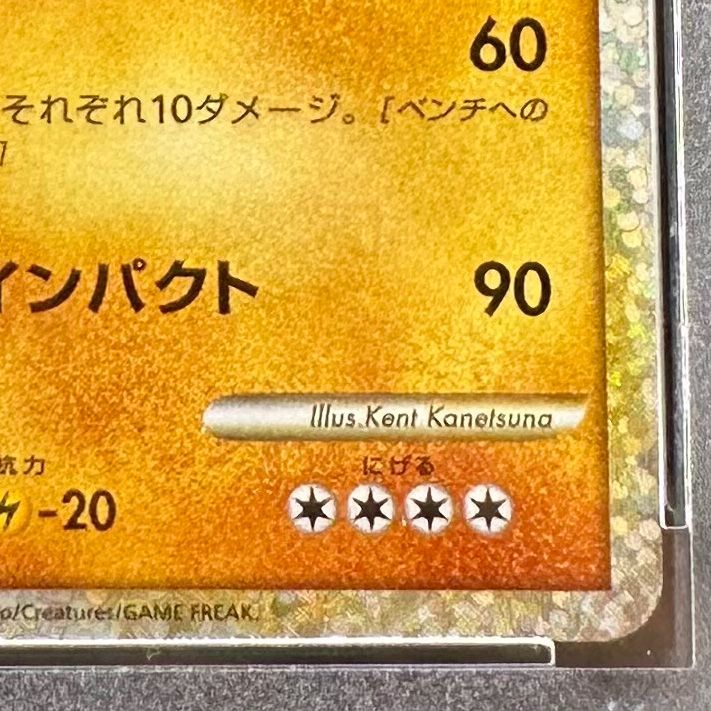 60
それぞれ10ダメージ。[ベンチへの
]
インパクト 90
Illus. Kent Kanetsuna
抗力 にげる
-20
o/Creatures/GAME FREAK.